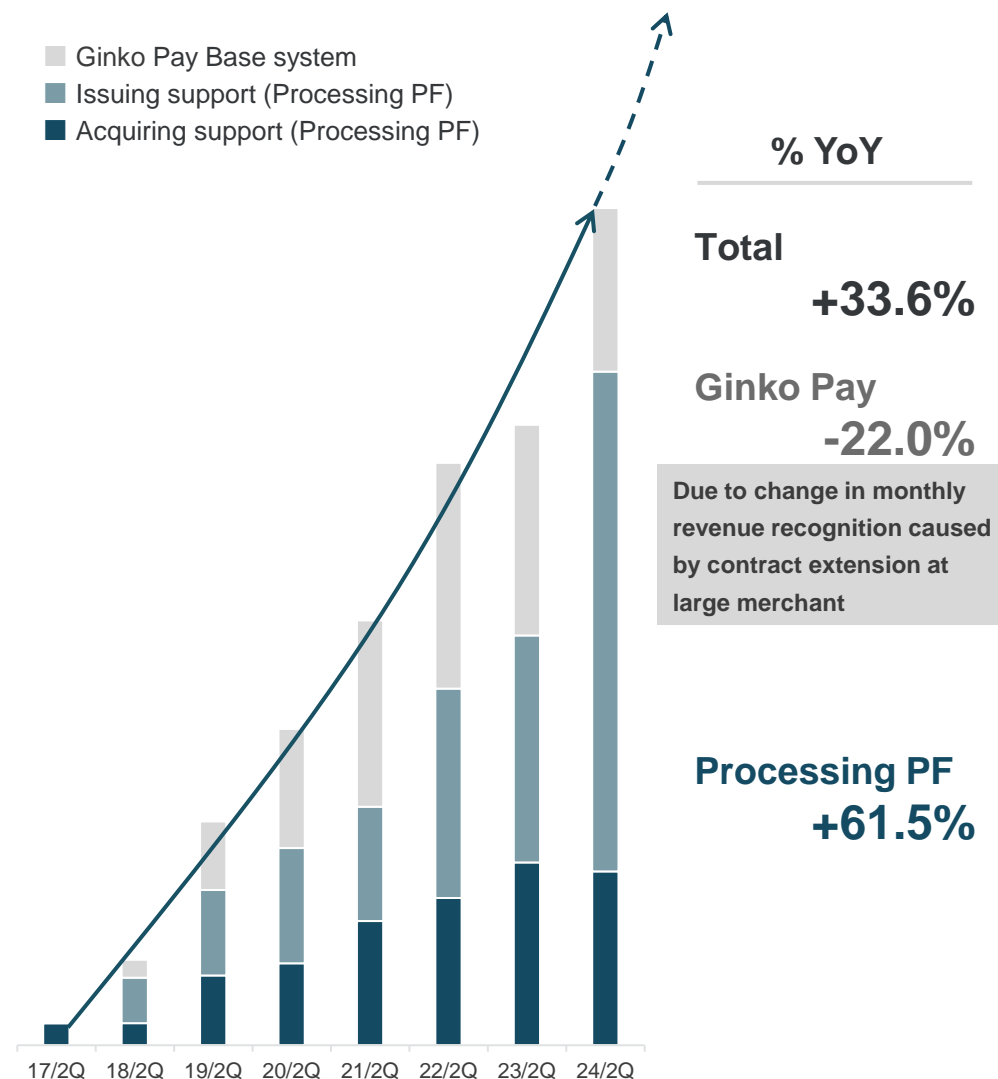 Ginko Pay Base system
Issuing support (Processing PF)
Acquiring support (Processing PF)
% YoY
Total
+33.6%
Ginko Pay
-22.0%
Due to change in monthly
revenue recognition caused
by contract extension at
large merchant
Processing PF
+61.5%
17/2Q 18/2Q 19/2Q 20/2Q 21/2Q 22/2Q 23/2Q 24/2Q